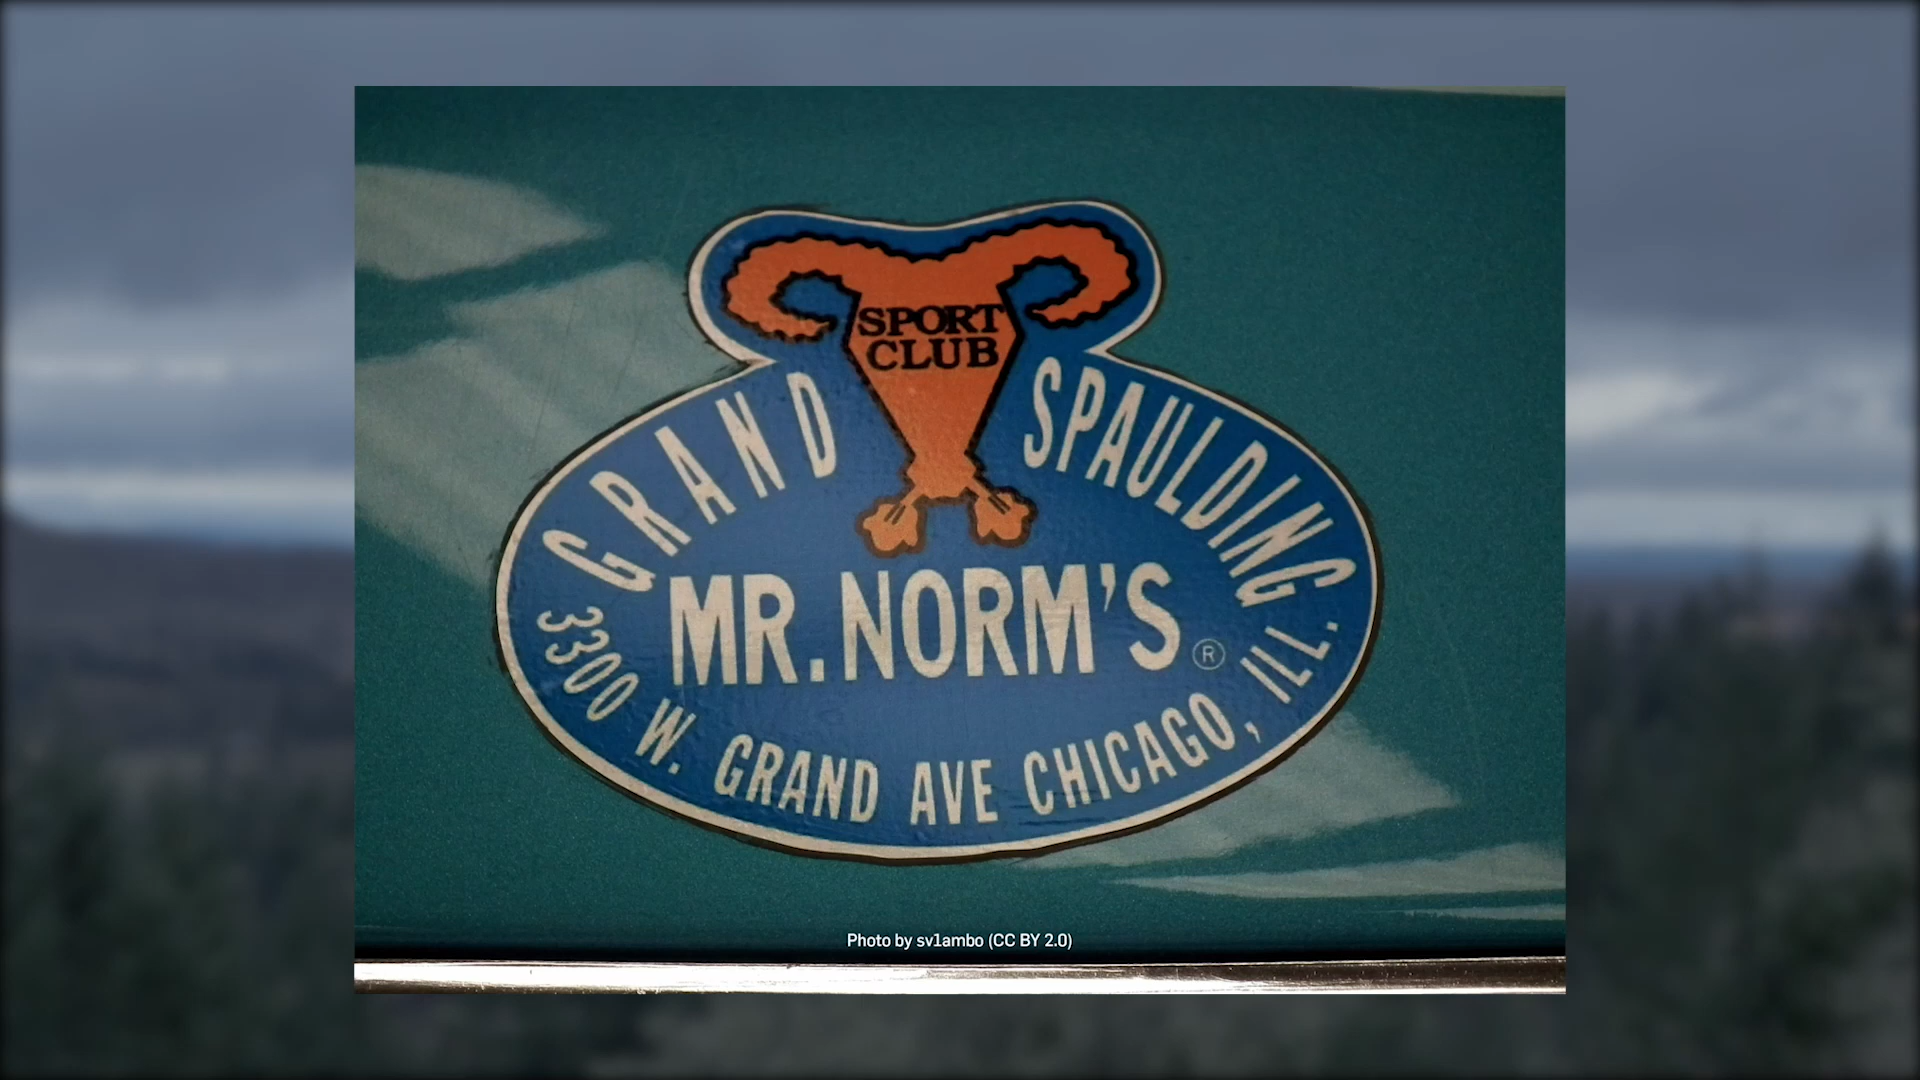 SPORT
CLUB
GRAND SPAULDING
MR. NORM'S ®
3300 W. GRAND AVE CHICAGO, ILL.
Photo by sv1ambo (CC BY 2.0)